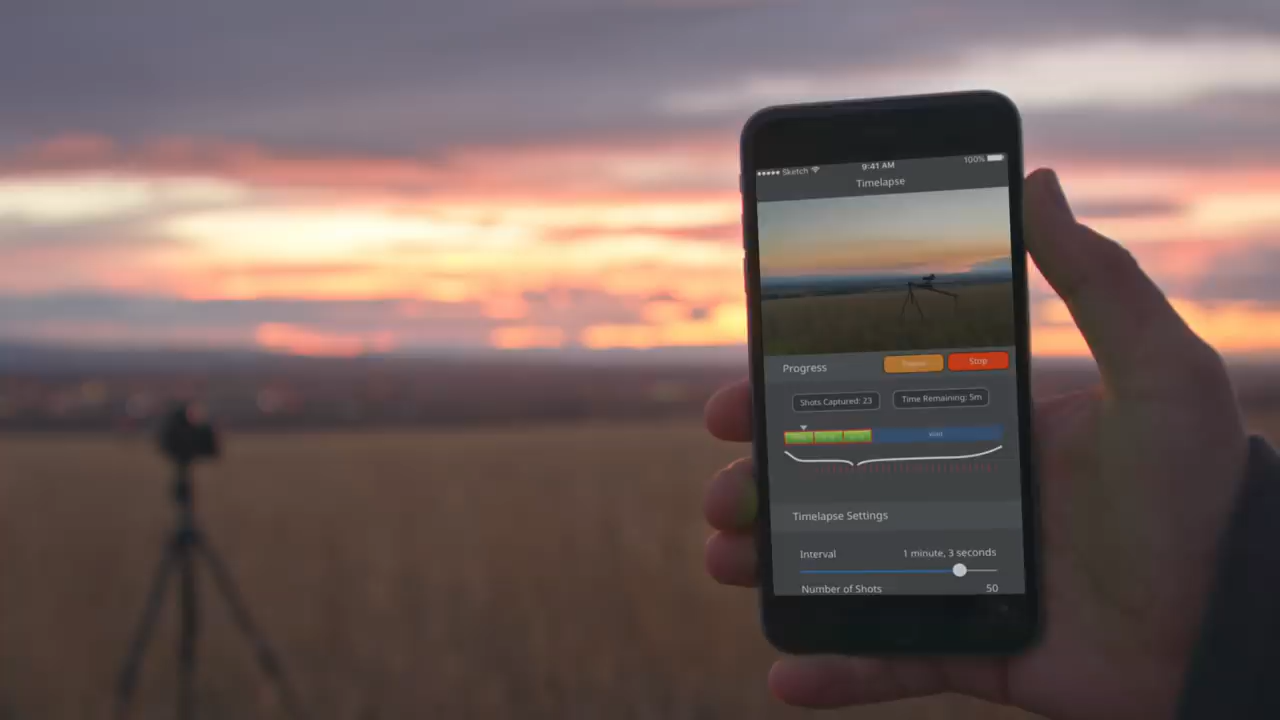 Sketch 9:41 AM 100%
Timelapse
Progress Stop
Shots Captured: 23 Time Remaining: 5m
Timelapse Settings
Interval 1 minute, 3 seconds
Number of Shots 50